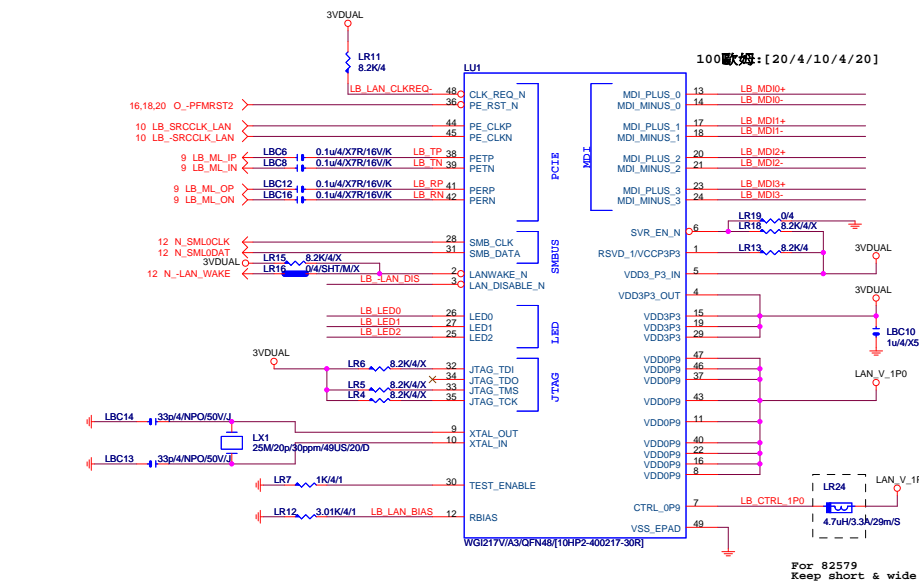 3VDUAL
LR11
8.2K/4
100歐姆:[20/4/10/4/20]
LU1
LB_LAN_CLKREQ- 48 CLK_REQ_N
16,18,20 O_-PFMRST2 36 PE_RST_N
10 LB_SRCCLK_LAN 44 PE_CLKP
10 LB_-SRCCLK_LAN 45 PE_CLKN
9 LB_ML_IP LBC6 0.1u/4/X7R/16V/K LB_TP 38 PETP
9 LB_ML_IN LBC8 0.1u/4/X7R/16V/K LB_TN 39 PETN
9 LB_ML_OP LBC12 0.1u/4/X7R/16V/K LB_RP 41 PERP
9 LB_ML_ON LBC16 0.1u/4/X7R/16V/K LB_RN 42 PERN
PCIE
12 N_SML0CLK 28 SMB_CLK
12 N_SML0DAT 31 SMB_DATA
SMBUS
3VDUAL LR15 8.2K/4/X
12 N_-LAN_WAKE LR16 0/4/SHT/M/X 2 LANWAKE_N
LB_-LAN_DIS 3 LAN_DISABLE_N
LB_LED0 26 LED0
LB_LED1 27 LED1
LB_LED2 25 LED2
LED
3VDUAL
LR6 8.2K/4/X 32 JTAG_TDI
34 JTAG_TDO
LR5 8.2K/4/X 33 JTAG_TMS
LR4 8.2K/4/X 35 JTAG_TCK
JTAG
LBC14 33p/4/NPO/50V/J
9 XTAL_OUT
10 XTAL_IN
LX1
25M/20p/30ppm/49US/20/D
LBC13 33p/4/NPO/50V/J
LR7 1K/4/1 30 TEST_ENABLE
LR12 3.01K/4/1 LB_LAN_BIAS 12 RBIAS
WGI217V/A3/QFN48/[10HP2-400217-30R]
MDI
MDI_PLUS_0 13 LB_MDI0+
MDI_MINUS_0 14 LB_MDI0-
MDI_PLUS_1 17 LB_MDI1+
MDI_MINUS_1 18 LB_MDI1-
MDI_PLUS_2 20 LB_MDI2+
MDI_MINUS_2 21 LB_MDI2-
MDI_PLUS_3 23 LB_MDI3+
MDI_MINUS_3 24 LB_MDI3-
LR19 0/4
SVR_EN_N 6 LR18 8.2K/4/X
RSVD_1/VCCP3P3 1 LR13 8.2K/4
3VDUAL
VDD3_P3_IN 5
VDD3P3_OUT 4
3VDUAL
VDD3P3 15
VDD3P3 19
VDD3P3 29
LBC10
1u/4/X5
VDD0P9 47
VDD0P9 46
VDD0P9 37
LAN_V_1P0
VDD0P9 43
VDD0P9 11
VDD0P9 40
VDD0P9 22
VDD0P9 16
VDD0P9 8
CTRL_0P9 7 LB_CTRL_1P0
LR24
4.7uH/3.3A/29m/S
LAN_V_1P
VSS_EPAD 49
For 82579
Keep short & wide